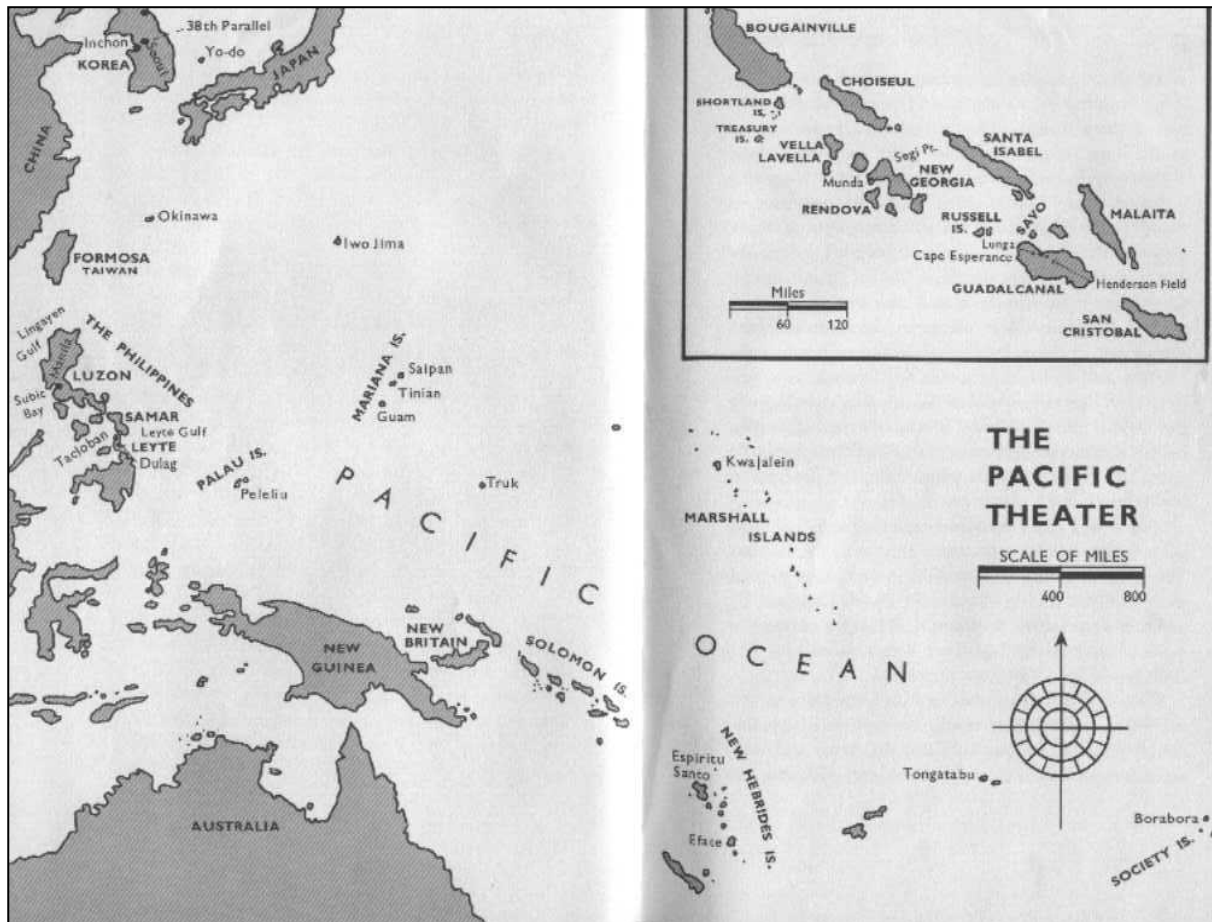 38th Parallel
Inchon
Seoul
KOREA
Yo-do
JAPAN
CHINA
Okinawa
Iwo Jima
FORMOSA
TAIWAN
Lingayen
Gulf
THE PHILIPPINES
Manila
LUZON
Subic
Bay
SAMAR
Leyte Gulf
Tacloban
LEYTE
Dulag
MARIANA IS.
Saipan
Tinian
Guam
PALAU IS.
Peleliu
Truk
PACIFIC
NEW
BRITAIN
NEW
GUINEA
SOLOMON IS.
AUSTRALIA
BOUGAINVILLE
CHOISEUL
SHORTLAND
IS.
TREASURY
IS.
VELLA
LAVELLA
Segi Pt.
SANTA
ISABEL
Munda
NEW
GEORGIA
RENDOVA
RUSSELL
IS.
SAVO
MALAITA
Lunga
Cape Esperance
GUADALCANAL
Henderson Field
SAN
CRISTOBAL
Miles
60 120
Kwajalein
MARSHALL
ISLANDS
THE
PACIFIC
THEATER
SCALE OF MILES
400 800
OCEAN
Espiritu
Santo
NEW HEBRIDES IS.
Eface
Tongatabu
Borabora
SOCIETY IS.